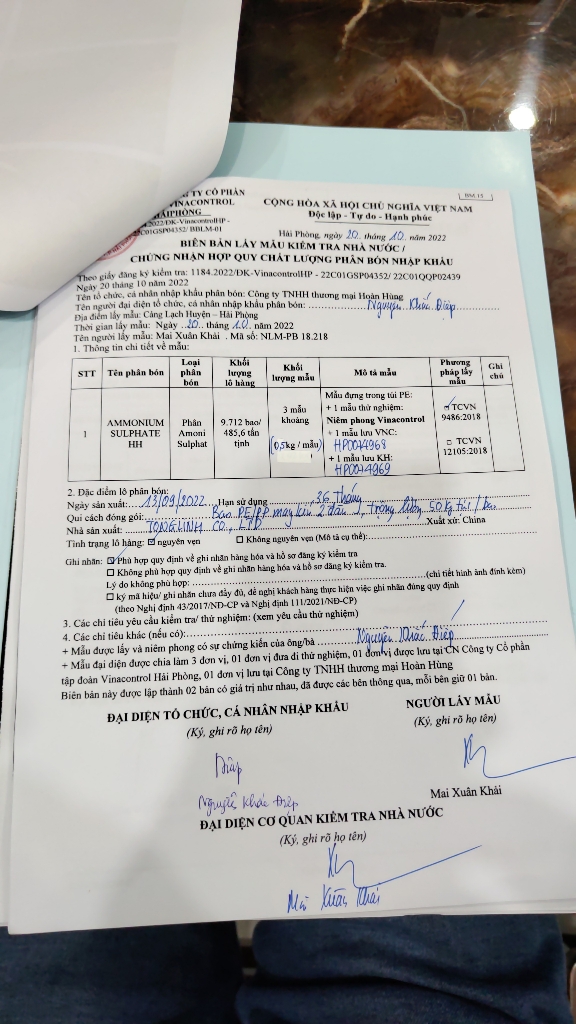 TY CỔ PHẦN
VINACONTROL
HẢI PHÒNG
2022/ĐK-VinacontrolHP -
22C01GSP04352/ BBLM-01
BM 15
CỘNG HÒA XÃ HỘI CHỦ NGHĨA VIỆT NAM
Độc lập - Tự do - Hạnh phúc
Hải Phòng, ngày 20 tháng 10 năm 2022
BIÊN BẢN LẤY MẪU KIỂM TRA NHÀ NƯỚC /
CHỨNG NHẬN HỢP QUY CHẤT LƯỢNG PHÂN BÓN NHẬP KHẨU
Theo giấy đăng ký kiểm tra: 1184.2022/ĐK-VinacontrolHP - 22C01GSP04352/ 22C01QQP02439
Ngày 20 tháng 10 năm 2022
Tên tổ chức, cá nhân nhập khẩu phân bón: Công ty TNHH thương mại Hoàn Hùng
Tên người đại diện tổ chức, cá nhân nhập khẩu phân bón: Nguyễn Khắc Điếp
Địa điểm lấy mẫu: Cảng Lạch Huyện – Hải Phòng
Thời gian lấy mẫu: Ngày 20 tháng 10 năm 2022
Tên người lấy mẫu: Mai Xuân Khải . Mã số: NLM-PB 18.218
1. Thông tin chi tiết về mẫu:
STT Tên phân bón Loại phân bón Khối lượng lô hàng Khối lượng mẫu Mô tả mẫu Phương pháp lấy mẫu Ghi chú
1 AMMONIUM SULPHATE HH
Phân Amoni Sulphat
9.712 bao/ 485,6 tấn tịnh
3 mẫu khoảng (0,5kg / mẫu)
Mẫu đựng trong túi PE:
+ 1 mẫu thử nghiệm:
Niêm phong Vinacontrol
+ 1 mẫu lưu VNC:
HP0044968
+ 1 mẫu lưu KH:
HP0044969
☑ TCVN 9486:2018
□ TCVN 12105:2018
2. Đặc điểm lô phân bón:
Ngày sản xuất: 13/09/2022 Hạn sử dụng 36 tháng
Qui cách đóng gói: Bao PE/PP may kín 2 đầu, trọng lượng 50 kg tịnh / bao
Nhà sản xuất: TONGLINH CO., LTD Xuất xứ: China
Tình trạng lô hàng: ☑ nguyên vẹn □ Không nguyên vẹn (Mô tả cụ thể):
Ghi nhãn: ☑ Phù hợp quy định về ghi nhãn hàng hóa và hồ sơ đăng ký kiểm tra
□ Không phù hợp quy định về ghi nhãn hàng hóa và hồ sơ đăng ký kiểm tra.
Lý do không phù hợp: (chi tiết hình ảnh đính kèm)
□ ký mã hiệu/ ghi nhãn chưa đầy đủ, đề nghị khách hàng thực hiện việc ghi nhãn đúng quy định
(theo Nghị định 43/2017/NĐ-CP và Nghị định 111/2021/NĐ-CP)
3. Các chỉ tiêu yêu cầu kiểm tra/ thử nghiệm: (xem yêu cầu thử nghiệm)
4. Các chỉ tiêu khác (nếu có):
+ Mẫu được lấy và niêm phong có sự chứng kiến của ông/bà Nguyễn Khắc Điếp
+ Mẫu đại diện được chia làm 3 đơn vị, 01 đơn vị đưa đi thử nghiệm, 01 đơn vị được lưu tại CN Công ty Cổ phần
tập đoàn Vinacontrol Hải Phòng, 01 đơn vị lưu tại Công ty TNHH thương mại Hoàn Hùng
Biên bản này được lập thành 02 bản có giá trị như nhau, đã được các bên thông qua, mỗi bên giữ 01 bản.
ĐẠI DIỆN TỔ CHỨC, CÁ NHÂN NHẬP KHẨU
(Ký, ghi rõ họ tên)
NGƯỜI LẤY MẪU
(Ký, ghi rõ họ tên)
Điếp
Nguyễn Khắc Điếp
Mai Xuân Khải
ĐẠI DIỆN CƠ QUAN KIỂM TRA NHÀ NƯỚC
(Ký, ghi rõ họ tên)
Mai Xuân Khải